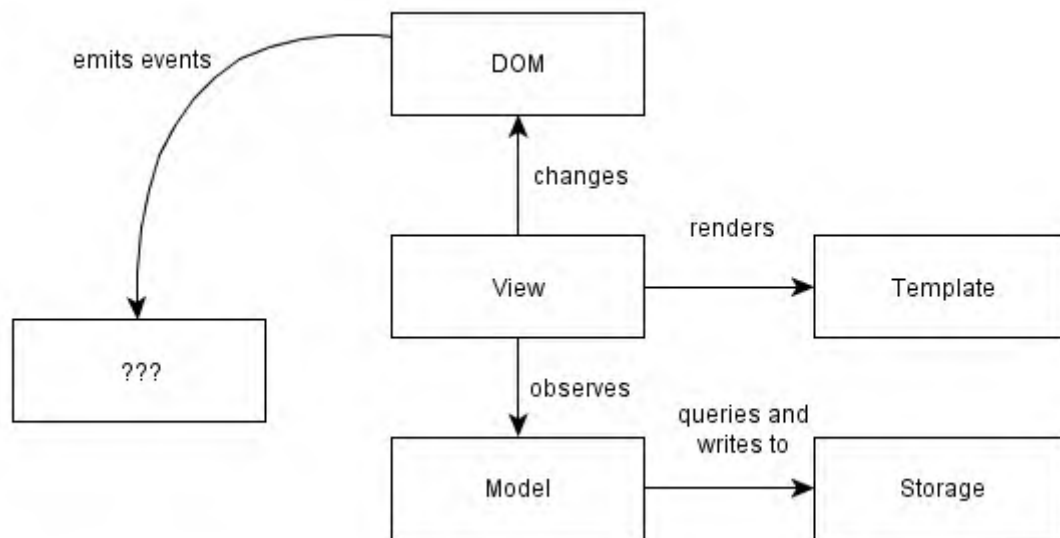 emits events
DOM
changes
renders
View
Template
???
observes
queries and
writes to
Model
Storage